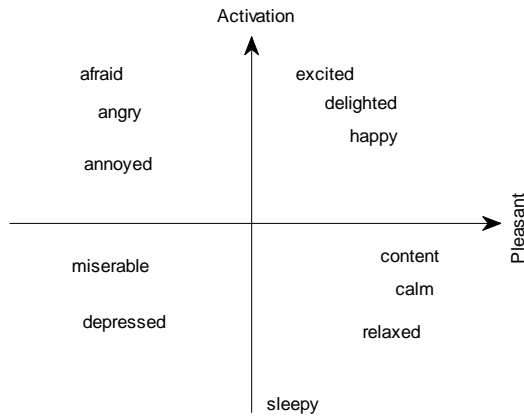 Activation
afraid
excited
delighted
angry
happy
annoyed
Pleasant
content
miserable
calm
depressed
relaxed
sleepy